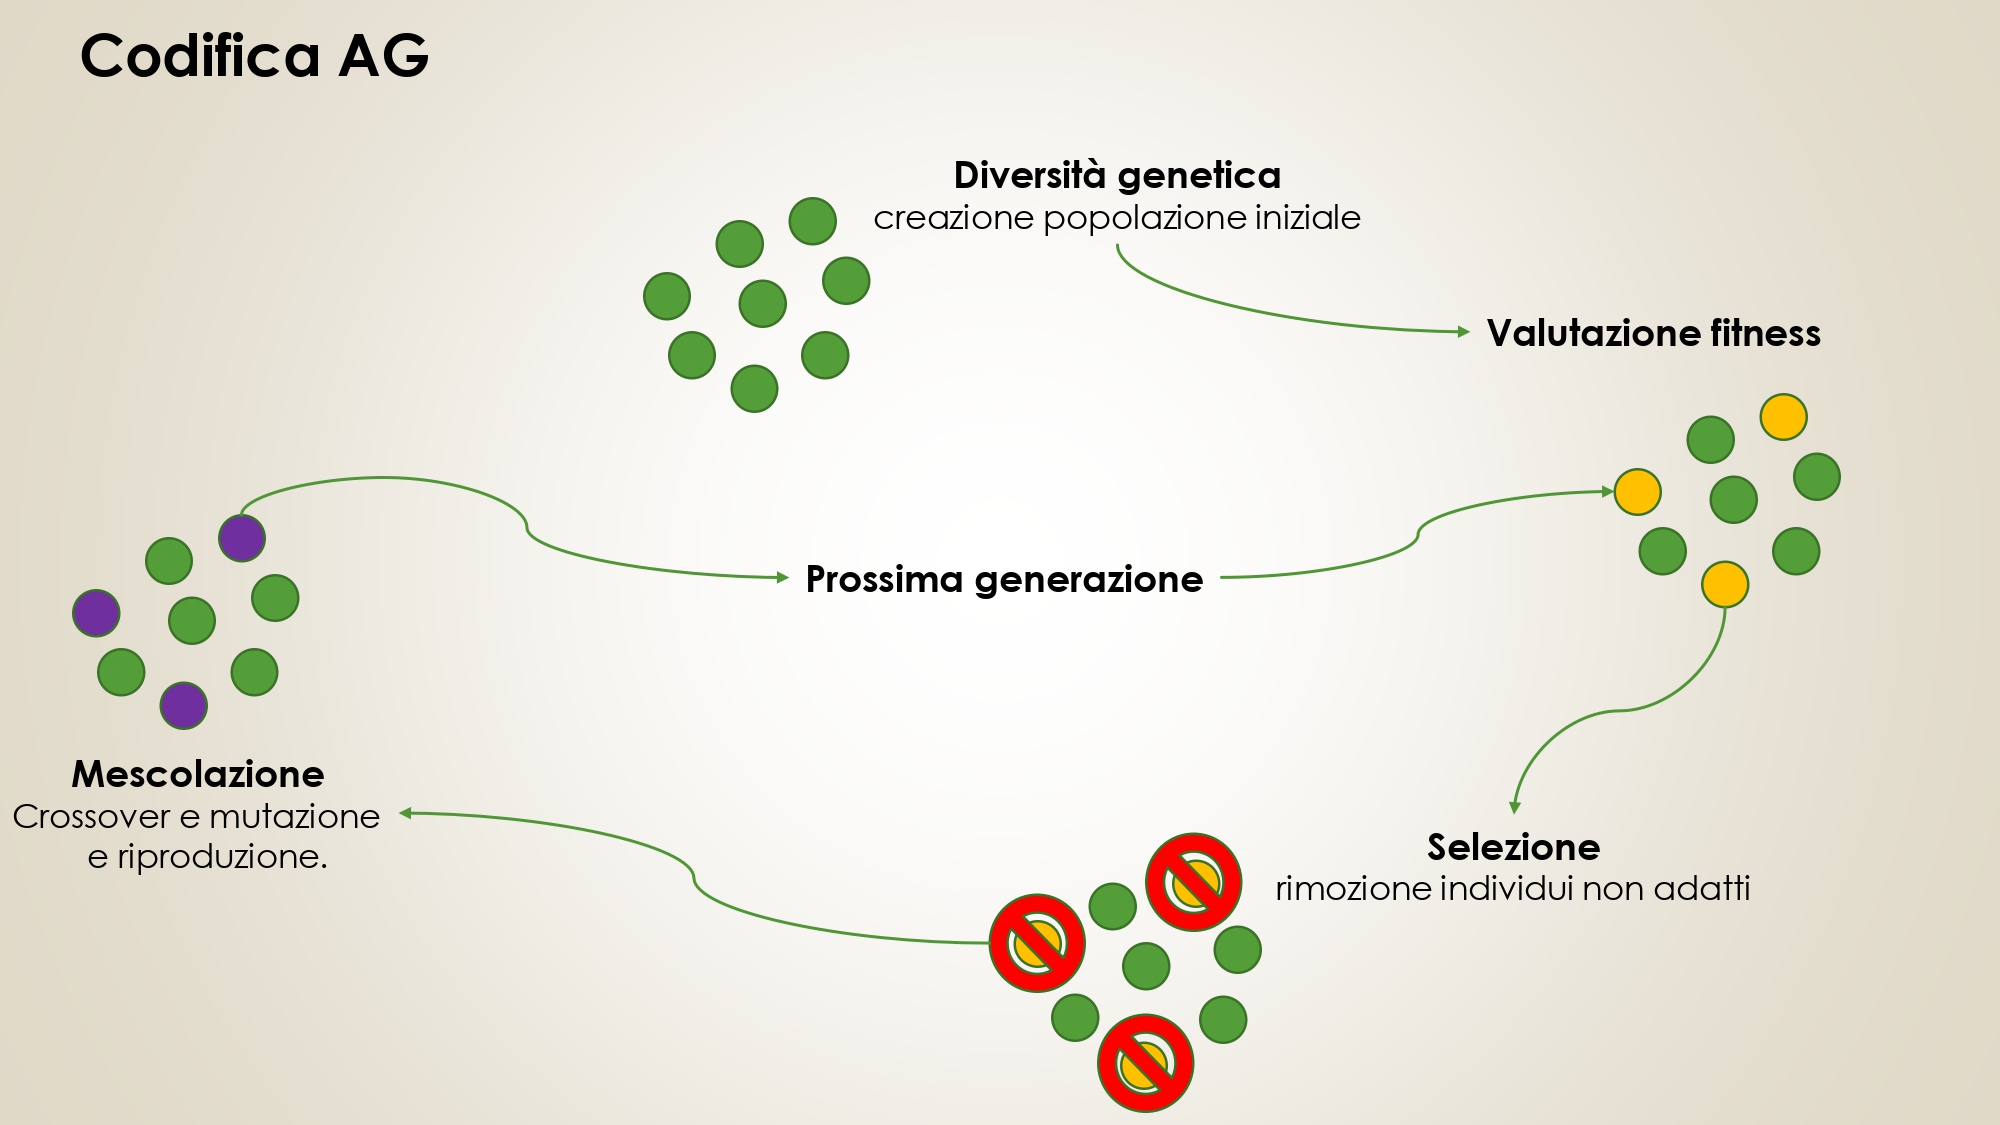 Codifica AG
Diversità genetica
creazione popolazione iniziale
Valutazione fitness
Prossima generazione
Mescolazione
Crossover e mutazione
e riproduzione.
Selezione
rimozione individui non adatti